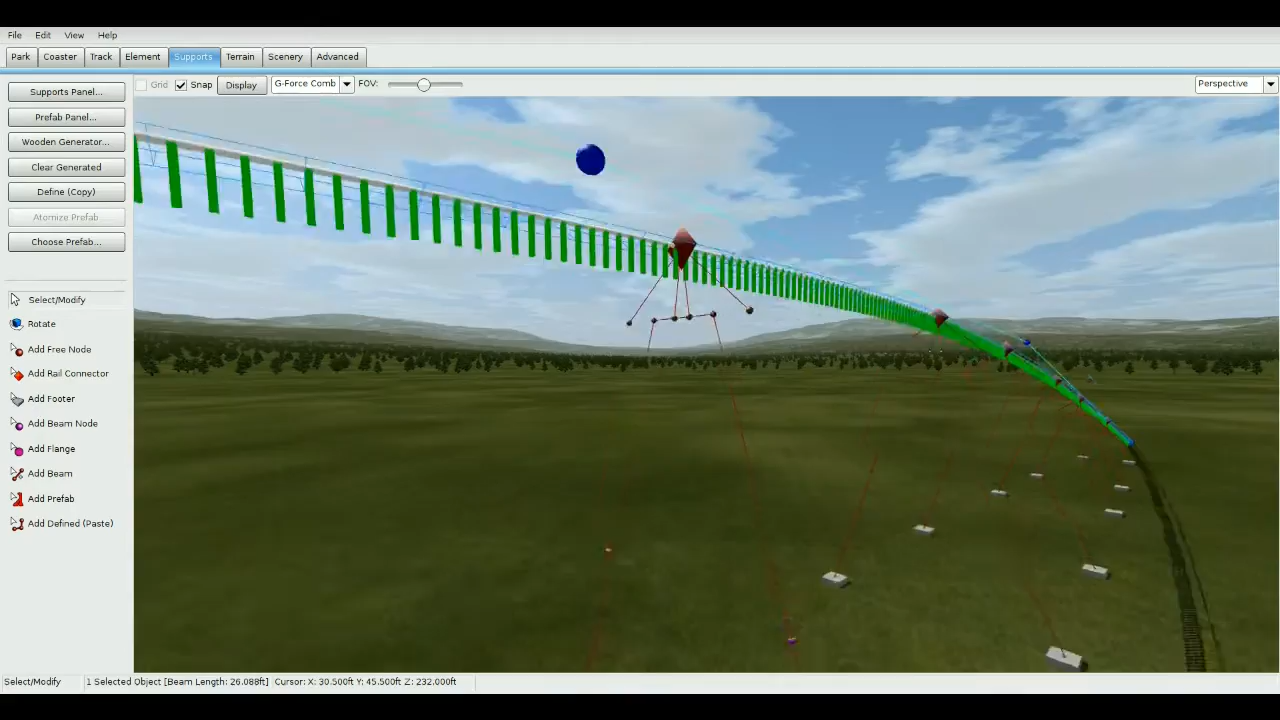 File Edit View Help
Park Coaster Track Element Supports Terrain Scenery Advanced
Grid Snap Display G-Force Comb FOV: Perspective
Supports Panel...
Prefab Panel...
Wooden Generator...
Clear Generated
Define (Copy)
Atomize Prefab
Choose Prefab...
Select/Modify
Rotate
Add Free Node
Add Rail Connector
Add Footer
Add Beam Node
Add Flange
Add Beam
Add Prefab
Add Defined (Paste)
Select/Modify 1 Selected Object [Beam Length: 26.088ft] Cursor: X: 30.500ft Y: 45.500ft Z: 232.000ft